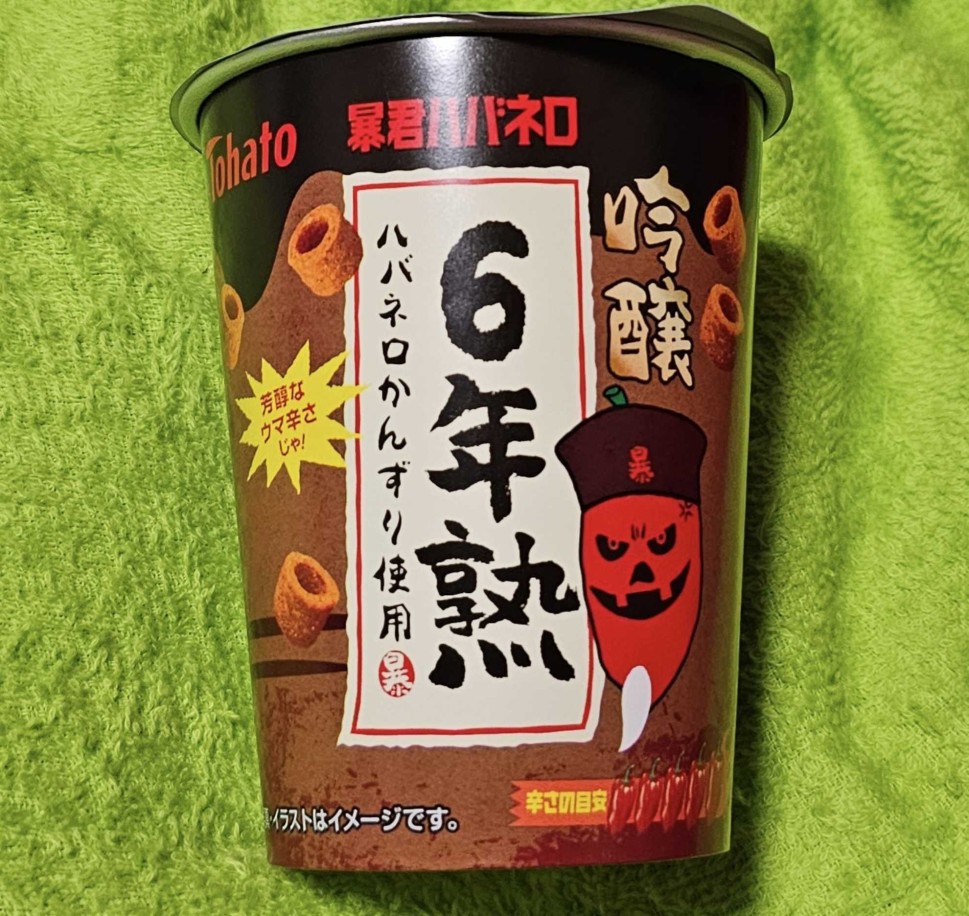 Tohato
暴君ハバネロ
吟醸
6年熟
ハバネロかんずり使用
暴
芳醇な
ウマ辛さ
じゃ!
暴
辛さの目安
・イラストはイメージです。